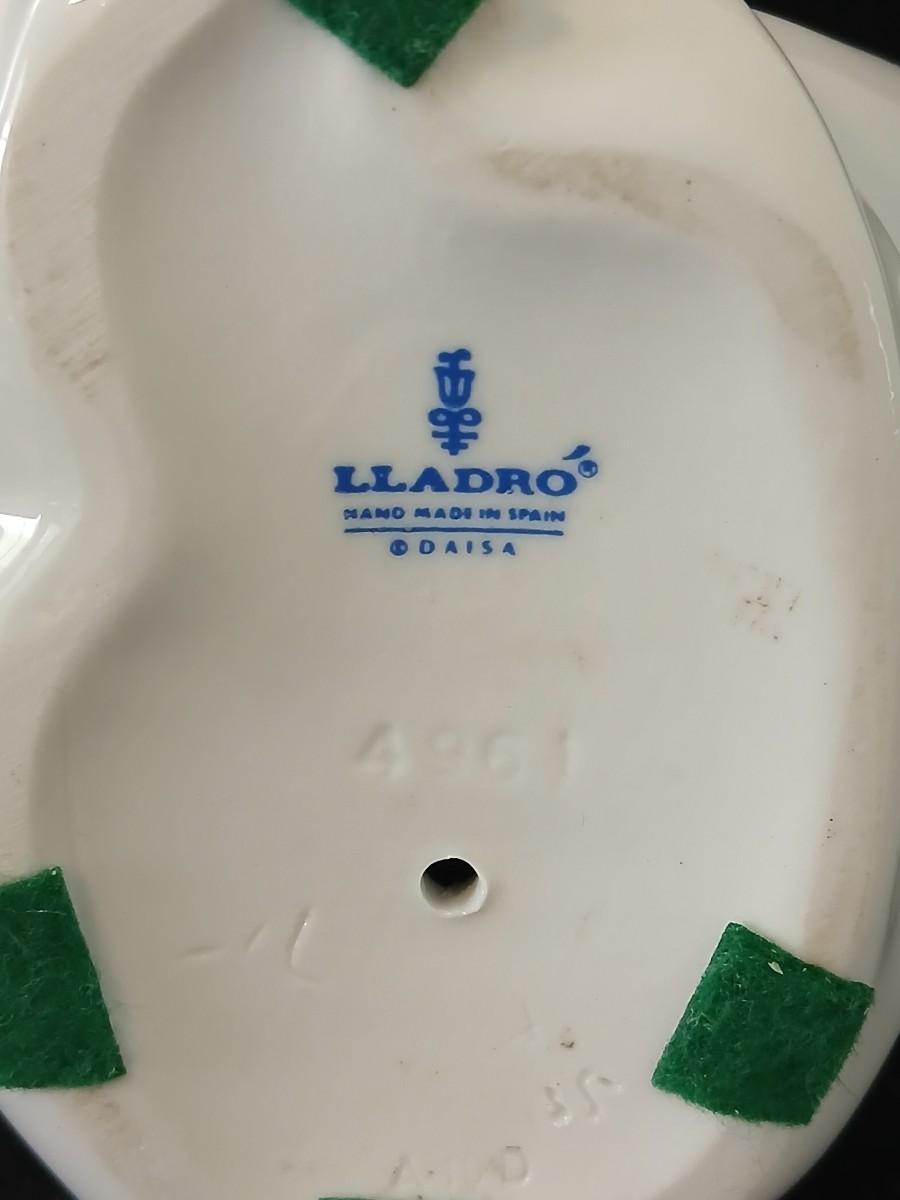 LLADRÓ®
HAND MADE IN SPAIN
© DAISA
4961